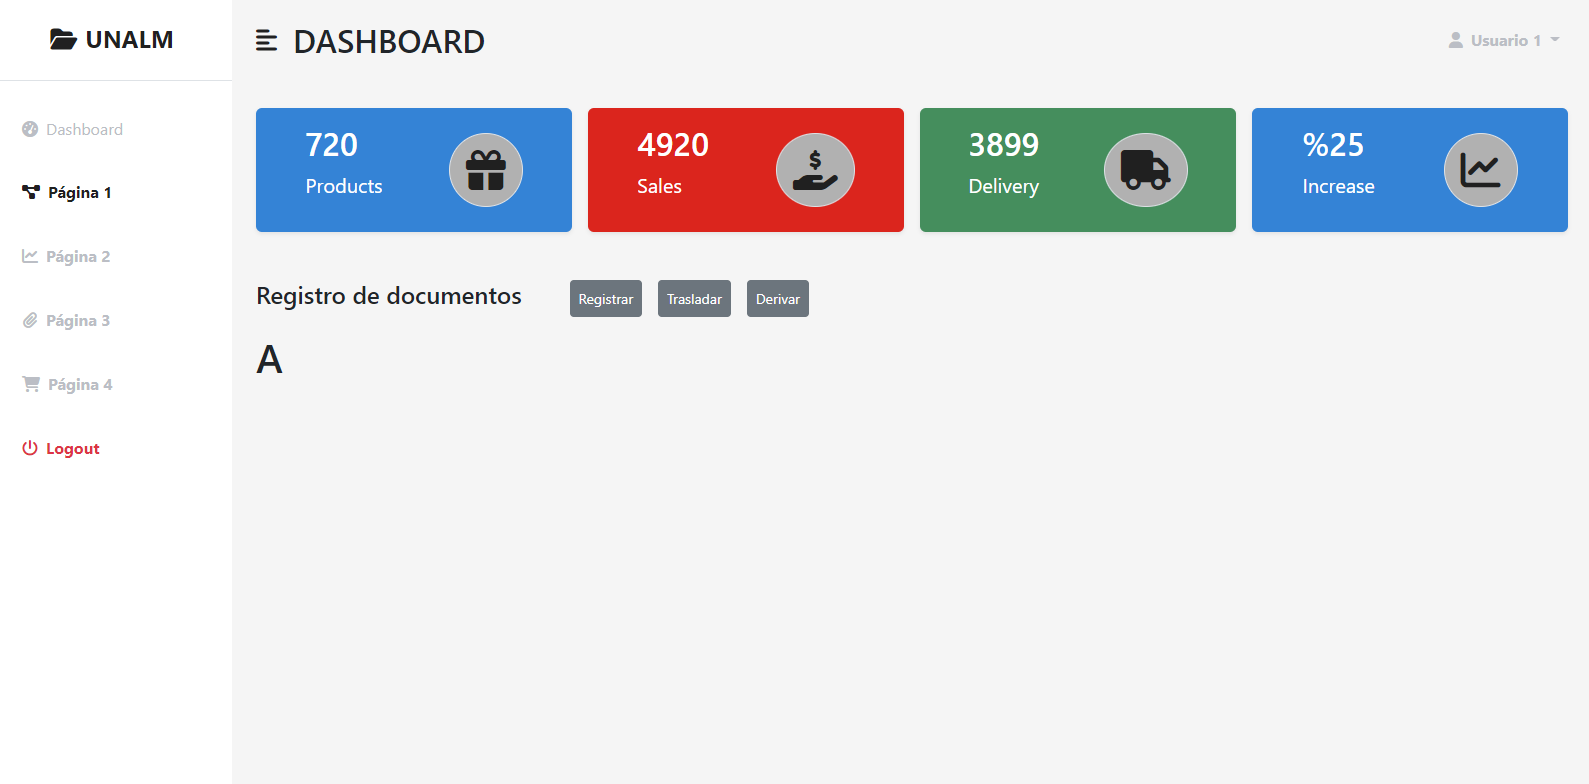 UNALM
DASHBOARD
Usuario 1
Dashboard
Página 1
Página 2
Página 3
Página 4
Logout
720
Products
4920
Sales
3899
Delivery
%25
Increase
Registro de documentos
Registrar
Trasladar
Derivar
A